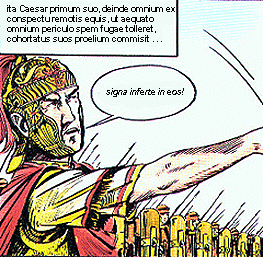 ita Caesar primum suo, deinde omnium ex
conspectu remotis equis, ut aequato
omnium periculo spem fugae tolleret,
cohortatus suos proelium commisit . . .
signa inferte in eos!